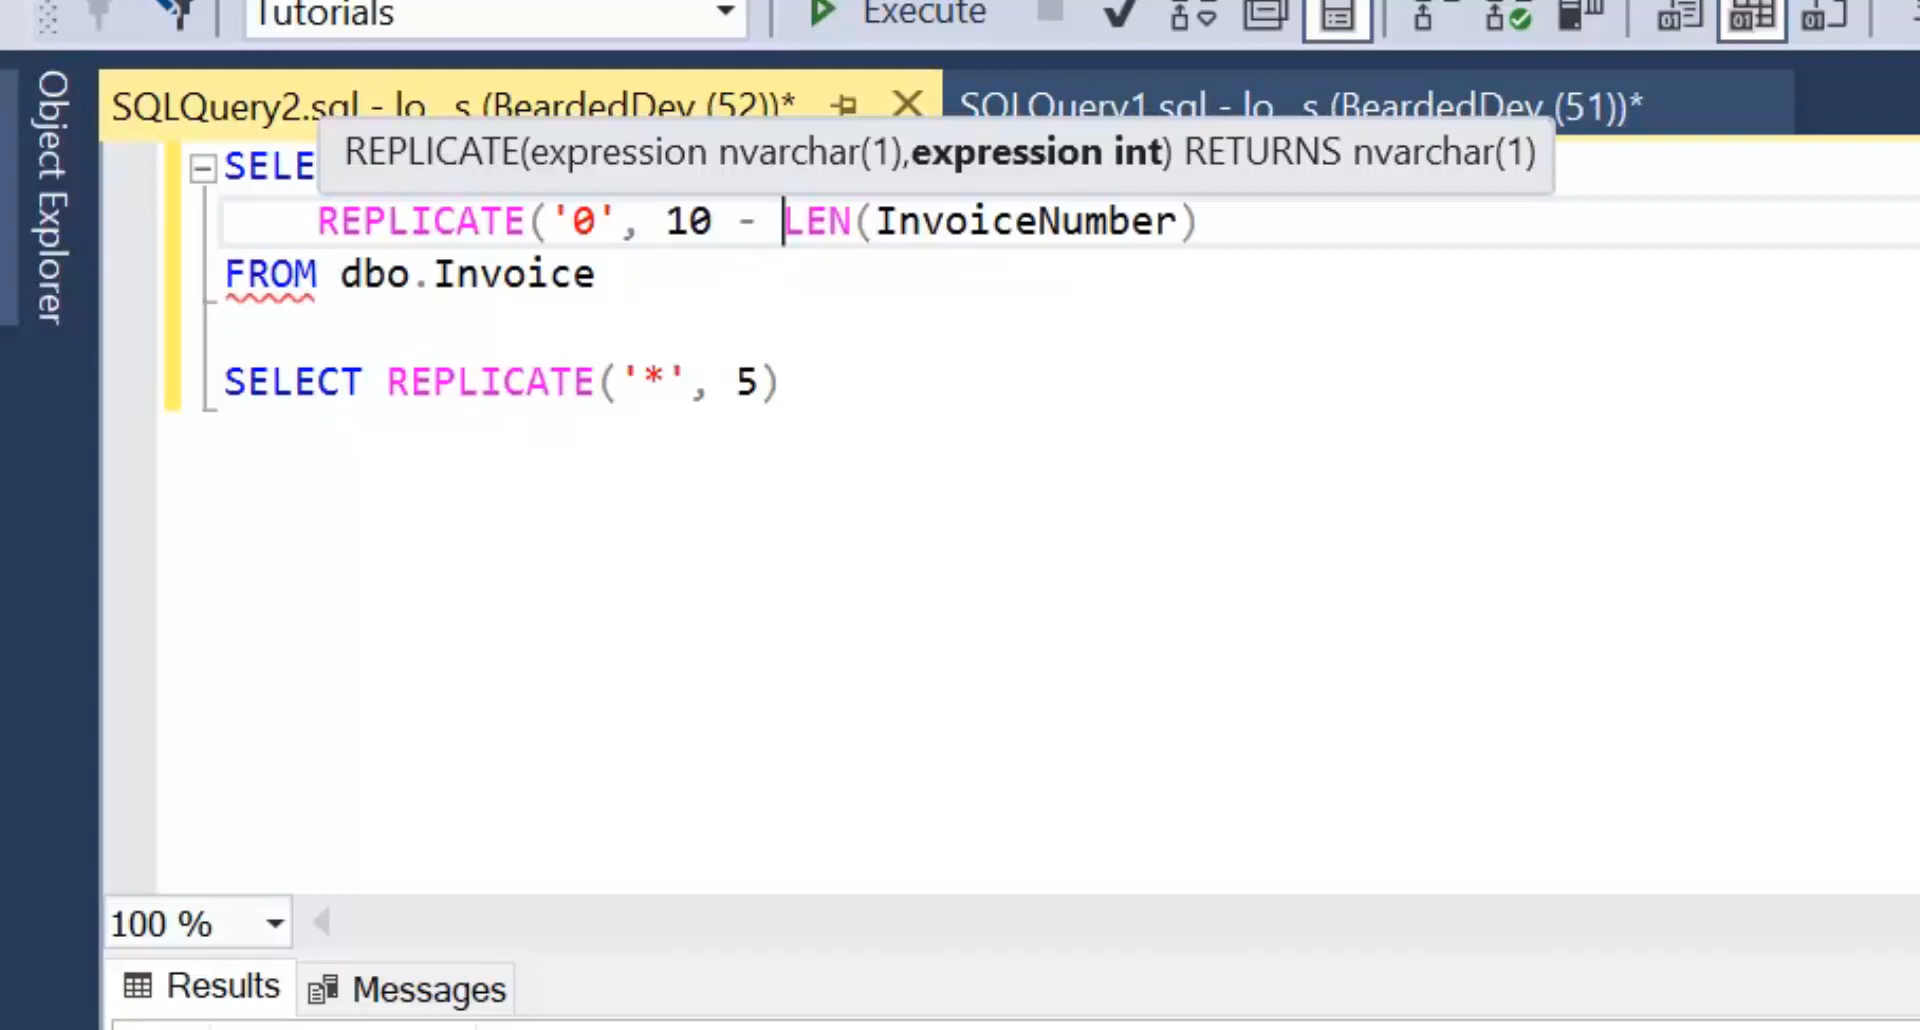 Tutorials
Execute
Object Explorer
SQLQuery2.sql - lo...s (BeardedDev (52))*
SQLQuery1.sql - lo...s (BeardedDev (51))*
REPLICATE(expression nvarchar(1),expression int) RETURNS nvarchar(1)
SELE
REPLICATE('0', 10 - LEN(InvoiceNumber)
FROM dbo.Invoice
SELECT REPLICATE('*', 5)
100 %
Results
Messages